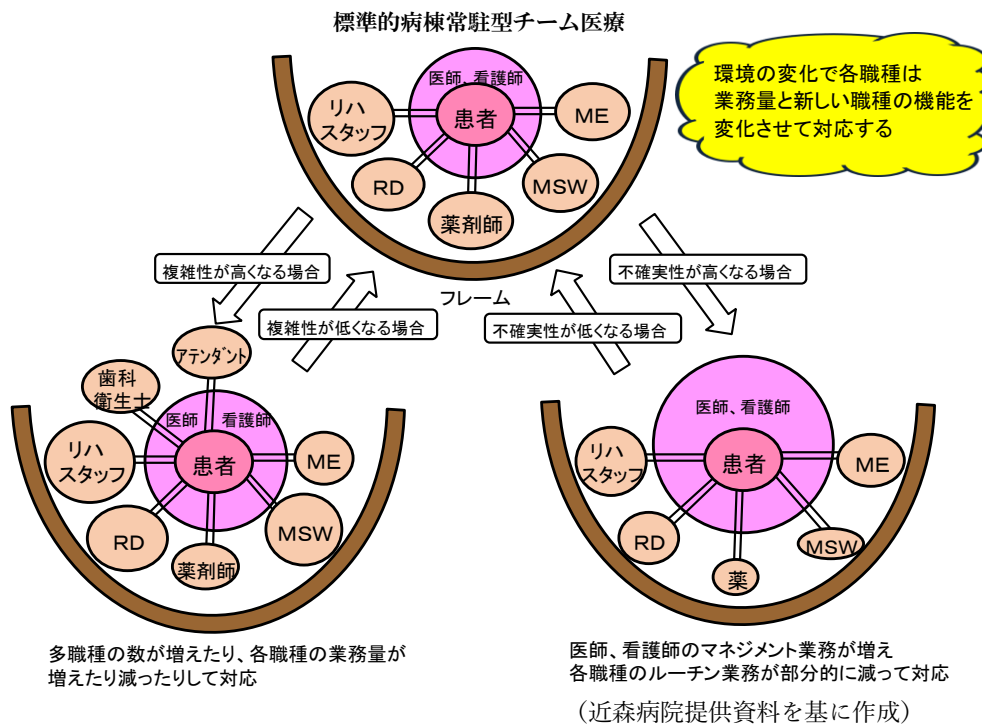 標準的病棟常駐型チーム医療
環境の変化で各職種は
業務量と新しい職種の機能を
変化させて対応する
医師、看護師
患者
リハ
スタッフ
ME
RD
MSW
薬剤師
フレーム
複雑性が高くなる場合
複雑性が低くなる場合
不確実性が高くなる場合
不確実性が低くなる場合
アテンダント
歯科
衛生士
医師
看護師
リハ
スタッフ
患者
ME
RD
MSW
薬剤師
医師、看護師
リハ
スタッフ
患者
ME
RD
MSW
薬
多職種の数が増えたり、各職種の業務量が
増えたり減ったりして対応
医師、看護師のマネジメント業務が増え
各職種のルーチン業務が部分的に減って対応
（近森病院提供資料を基に作成）